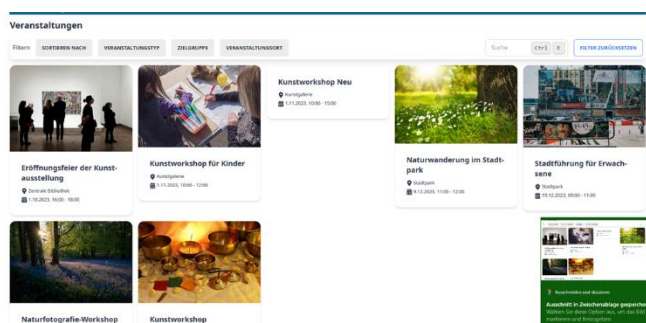 Veranstaltungen
Filtern SORTIEREN NACH VERANSTALTUNGSTYP ZIELGRUPPE VERANSTALTUNGSORT Suche Ctrl E FILTER ZURÜCKSETZEN
Eröffnungsfeier der Kunst-
ausstellung
Zentrale Bibliothek
1.10.2023, 16:00 - 18:00
Kunstworkshop für Kinder
Kunstgalerie
1.11.2023, 10:00 - 12:00
Kunstworkshop Neu
Kunstgalerie
1.11.2023, 10:00 - 15:00
Naturwanderung im Stadt-
park
Stadtpark
9.12.2023, 11:00 - 12:00
Stadtführung für Erwach-
sene
Stadtpark
10.12.2023, 09:00 - 11:00
Naturfotografie-Workshop
Kunstworkshop
Ausschneiden und skizzieren
Ausschnitt in Zwischenablage gespeichert
Wählen Sie diese Option aus, um das Bild